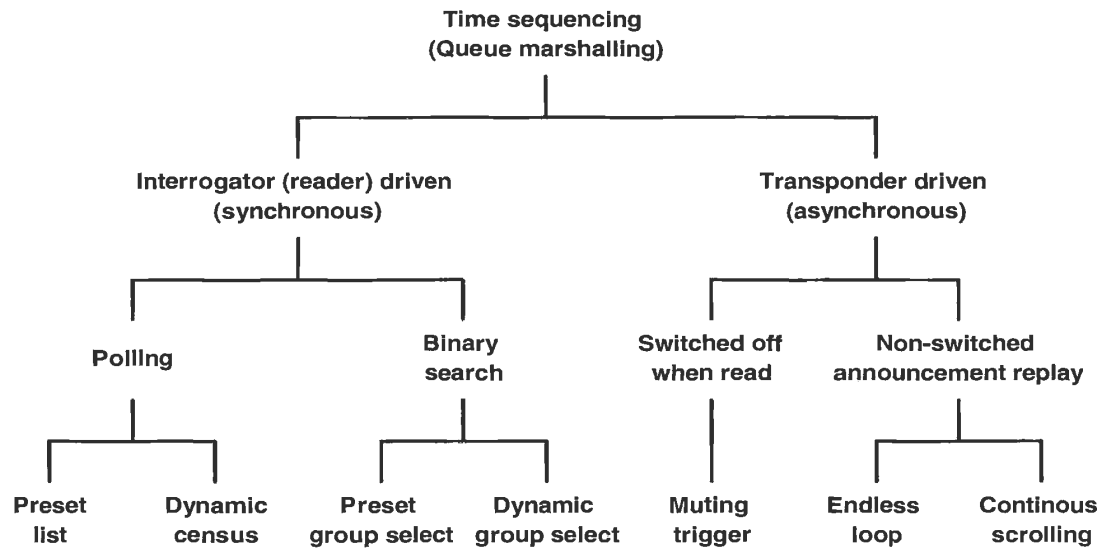 Time sequencing
(Queue marshalling)
Interrogator (reader) driven
(synchronous)
Transponder driven
(asynchronous)
Polling
Binary
search
Switched off
when read
Non-switched
announcement replay
Preset
list
Dynamic
census
Preset
group select
Dynamic
group select
Muting
trigger
Endless
loop
Continous
scrolling